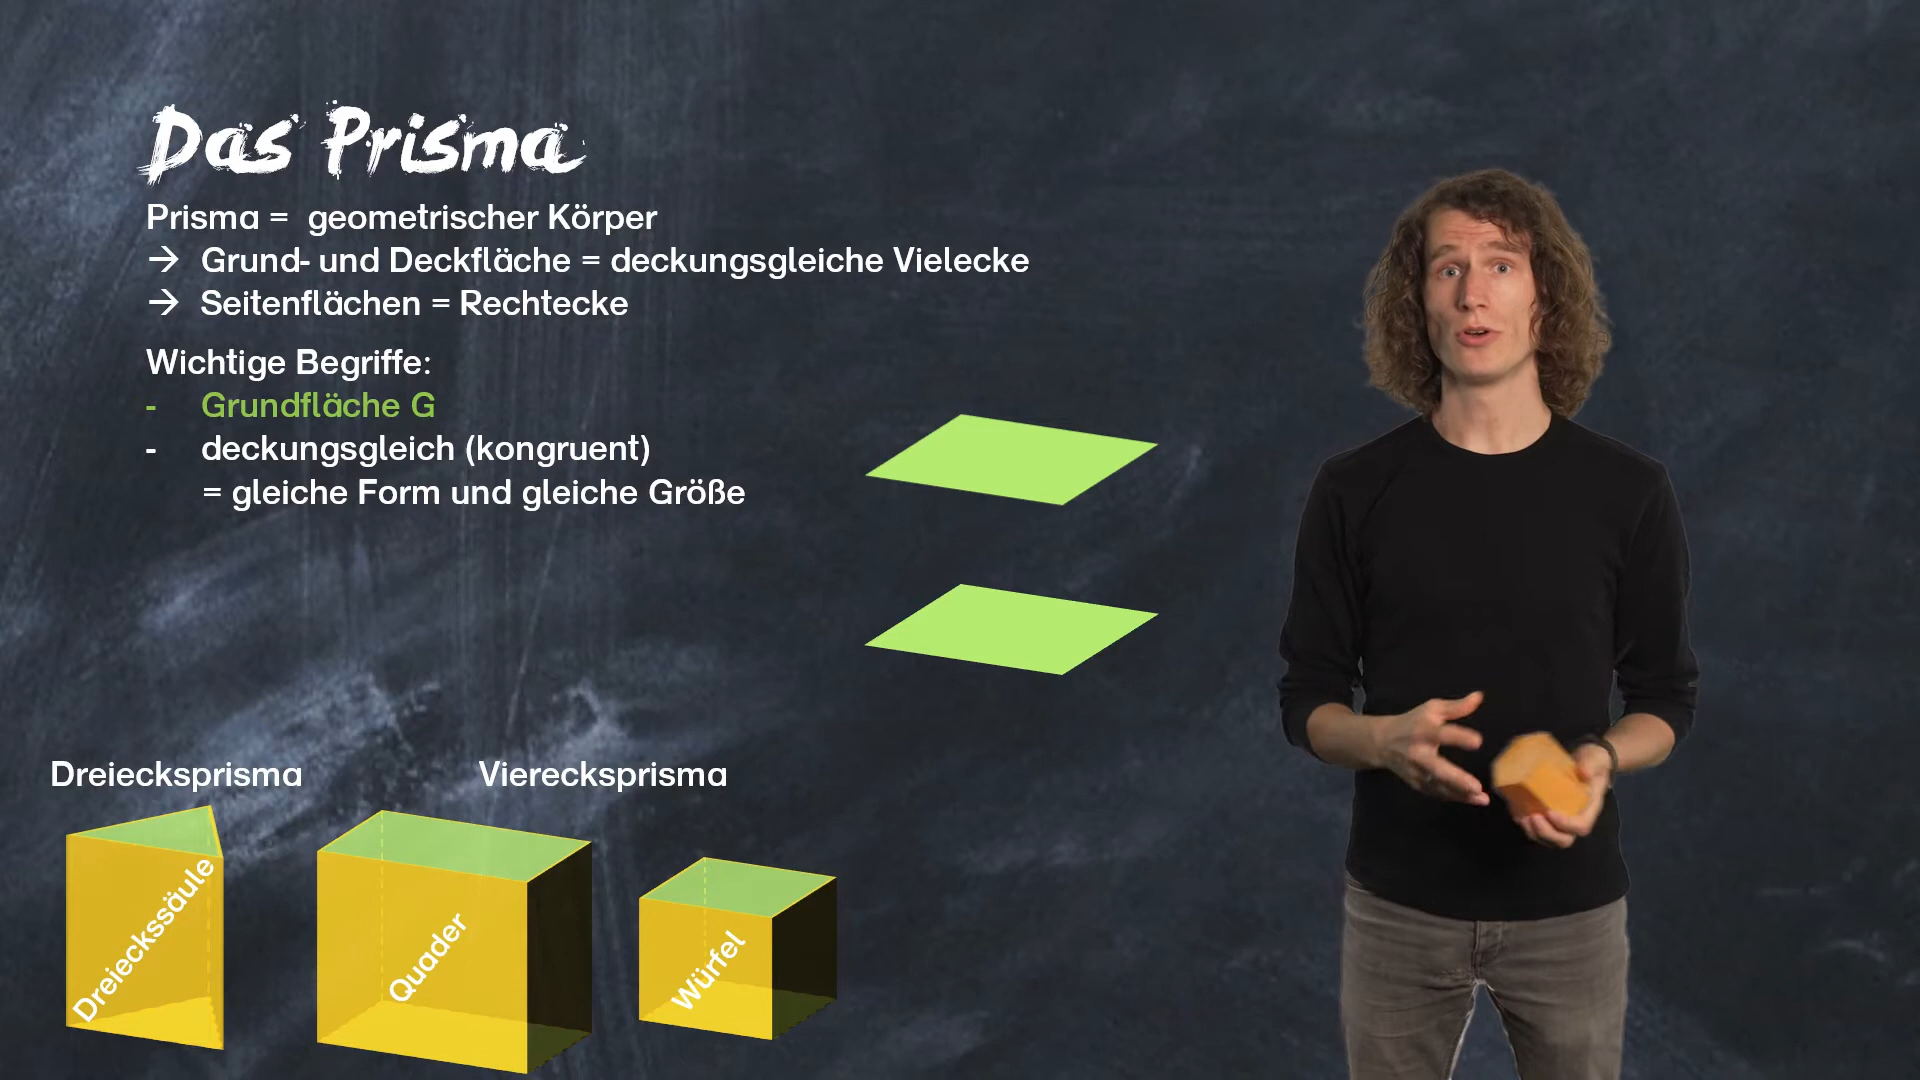 Das Prisma
Prisma = geometrischer Körper
→ Grund- und Deckfläche = deckungsgleiche Vielecke
→ Seitenflächen = Rechtecke
Wichtige Begriffe:
- Grundfläche G
- deckungsgleich (kongruent)
= gleiche Form und gleiche Größe
Dreiecksprisma
Vierecksprisma
Dreieckssäule
Quader
Würfel